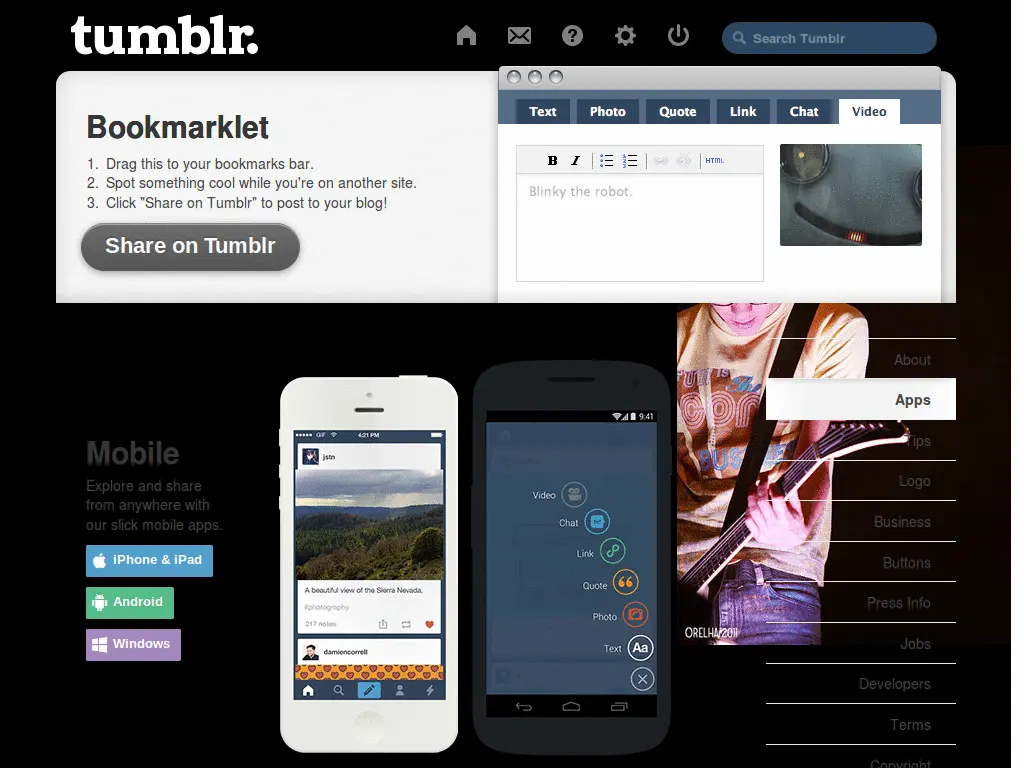 tumblr.
Search Tumblr
Bookmarklet
1. Drag this to your bookmarks bar.
2. Spot something cool while you're on another site.
3. Click "Share on Tumblr" to post to your blog!
Share on Tumblr
Text Photo Quote Link Chat Video
B I HTML
Blinky the robot.
Mobile
Explore and share
from anywhere with
our slick mobile apps.
iPhone & iPad
Android
Windows
GIF 4:21 PM
jstn
A beautiful view of the Sierra Nevada.
#photography
217 notes
damiencorrell
9:41
Video
Chat
Link
Quote
Photo
Text Aa
ORELHA/2011
About
Apps
Tips
Logo
Business
Buttons
Press Info
Jobs
Developers
Terms
Copyright